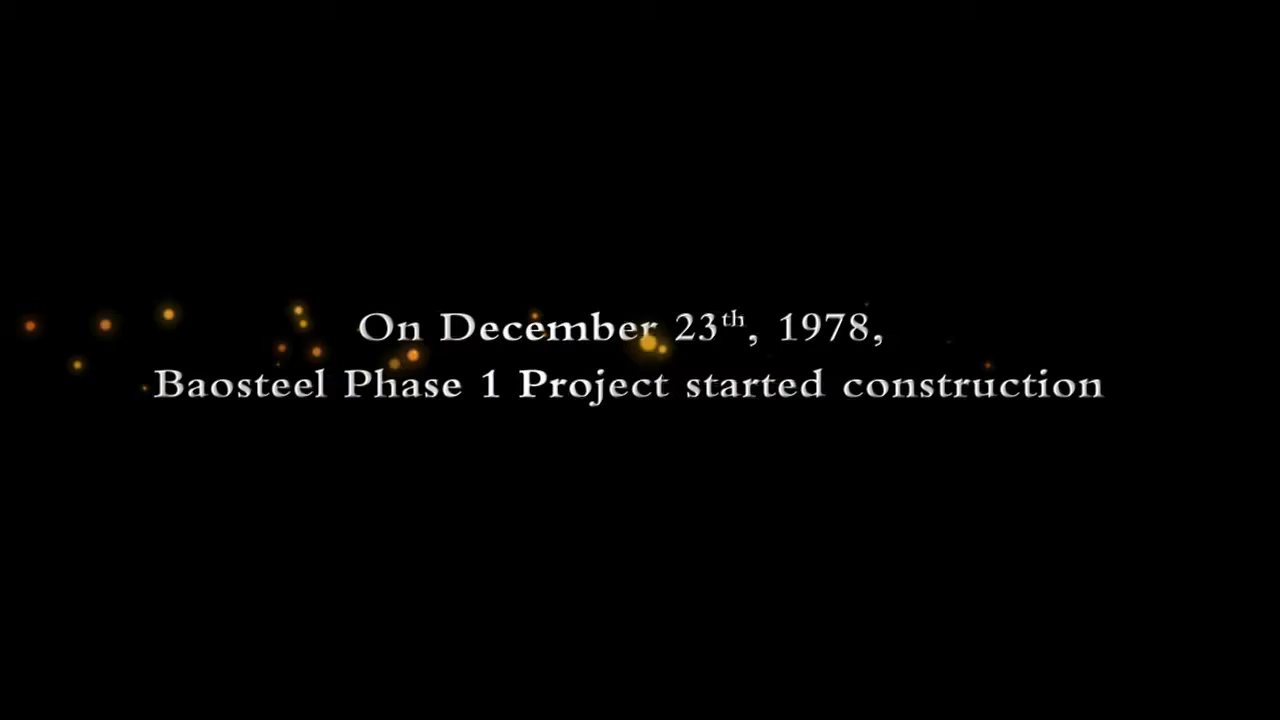 On December 23th, 1978,
Baosteel Phase 1 Project started construction